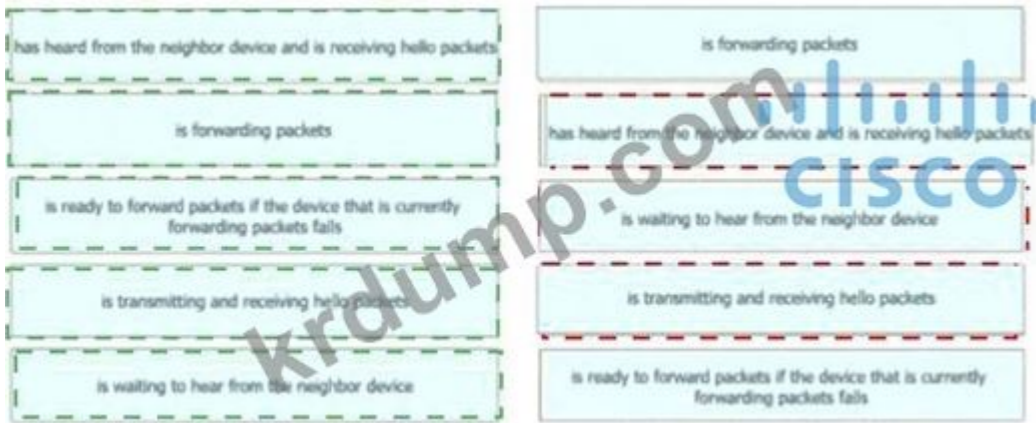 has heard from the neighbor device and is receiving hello packets
is forwarding packets
is ready to forward packets if the device that is currently
forwarding packets fails
is transmitting and receiving hello packets
is waiting to hear from the neighbor device
is forwarding packets
has heard from the neighbor device and is receiving hello packets
is waiting to hear from the neighbor device
is transmitting and receiving hello packets
is ready to forward packets if the device that is currently
forwarding packets fails
CISCO
krdump.com